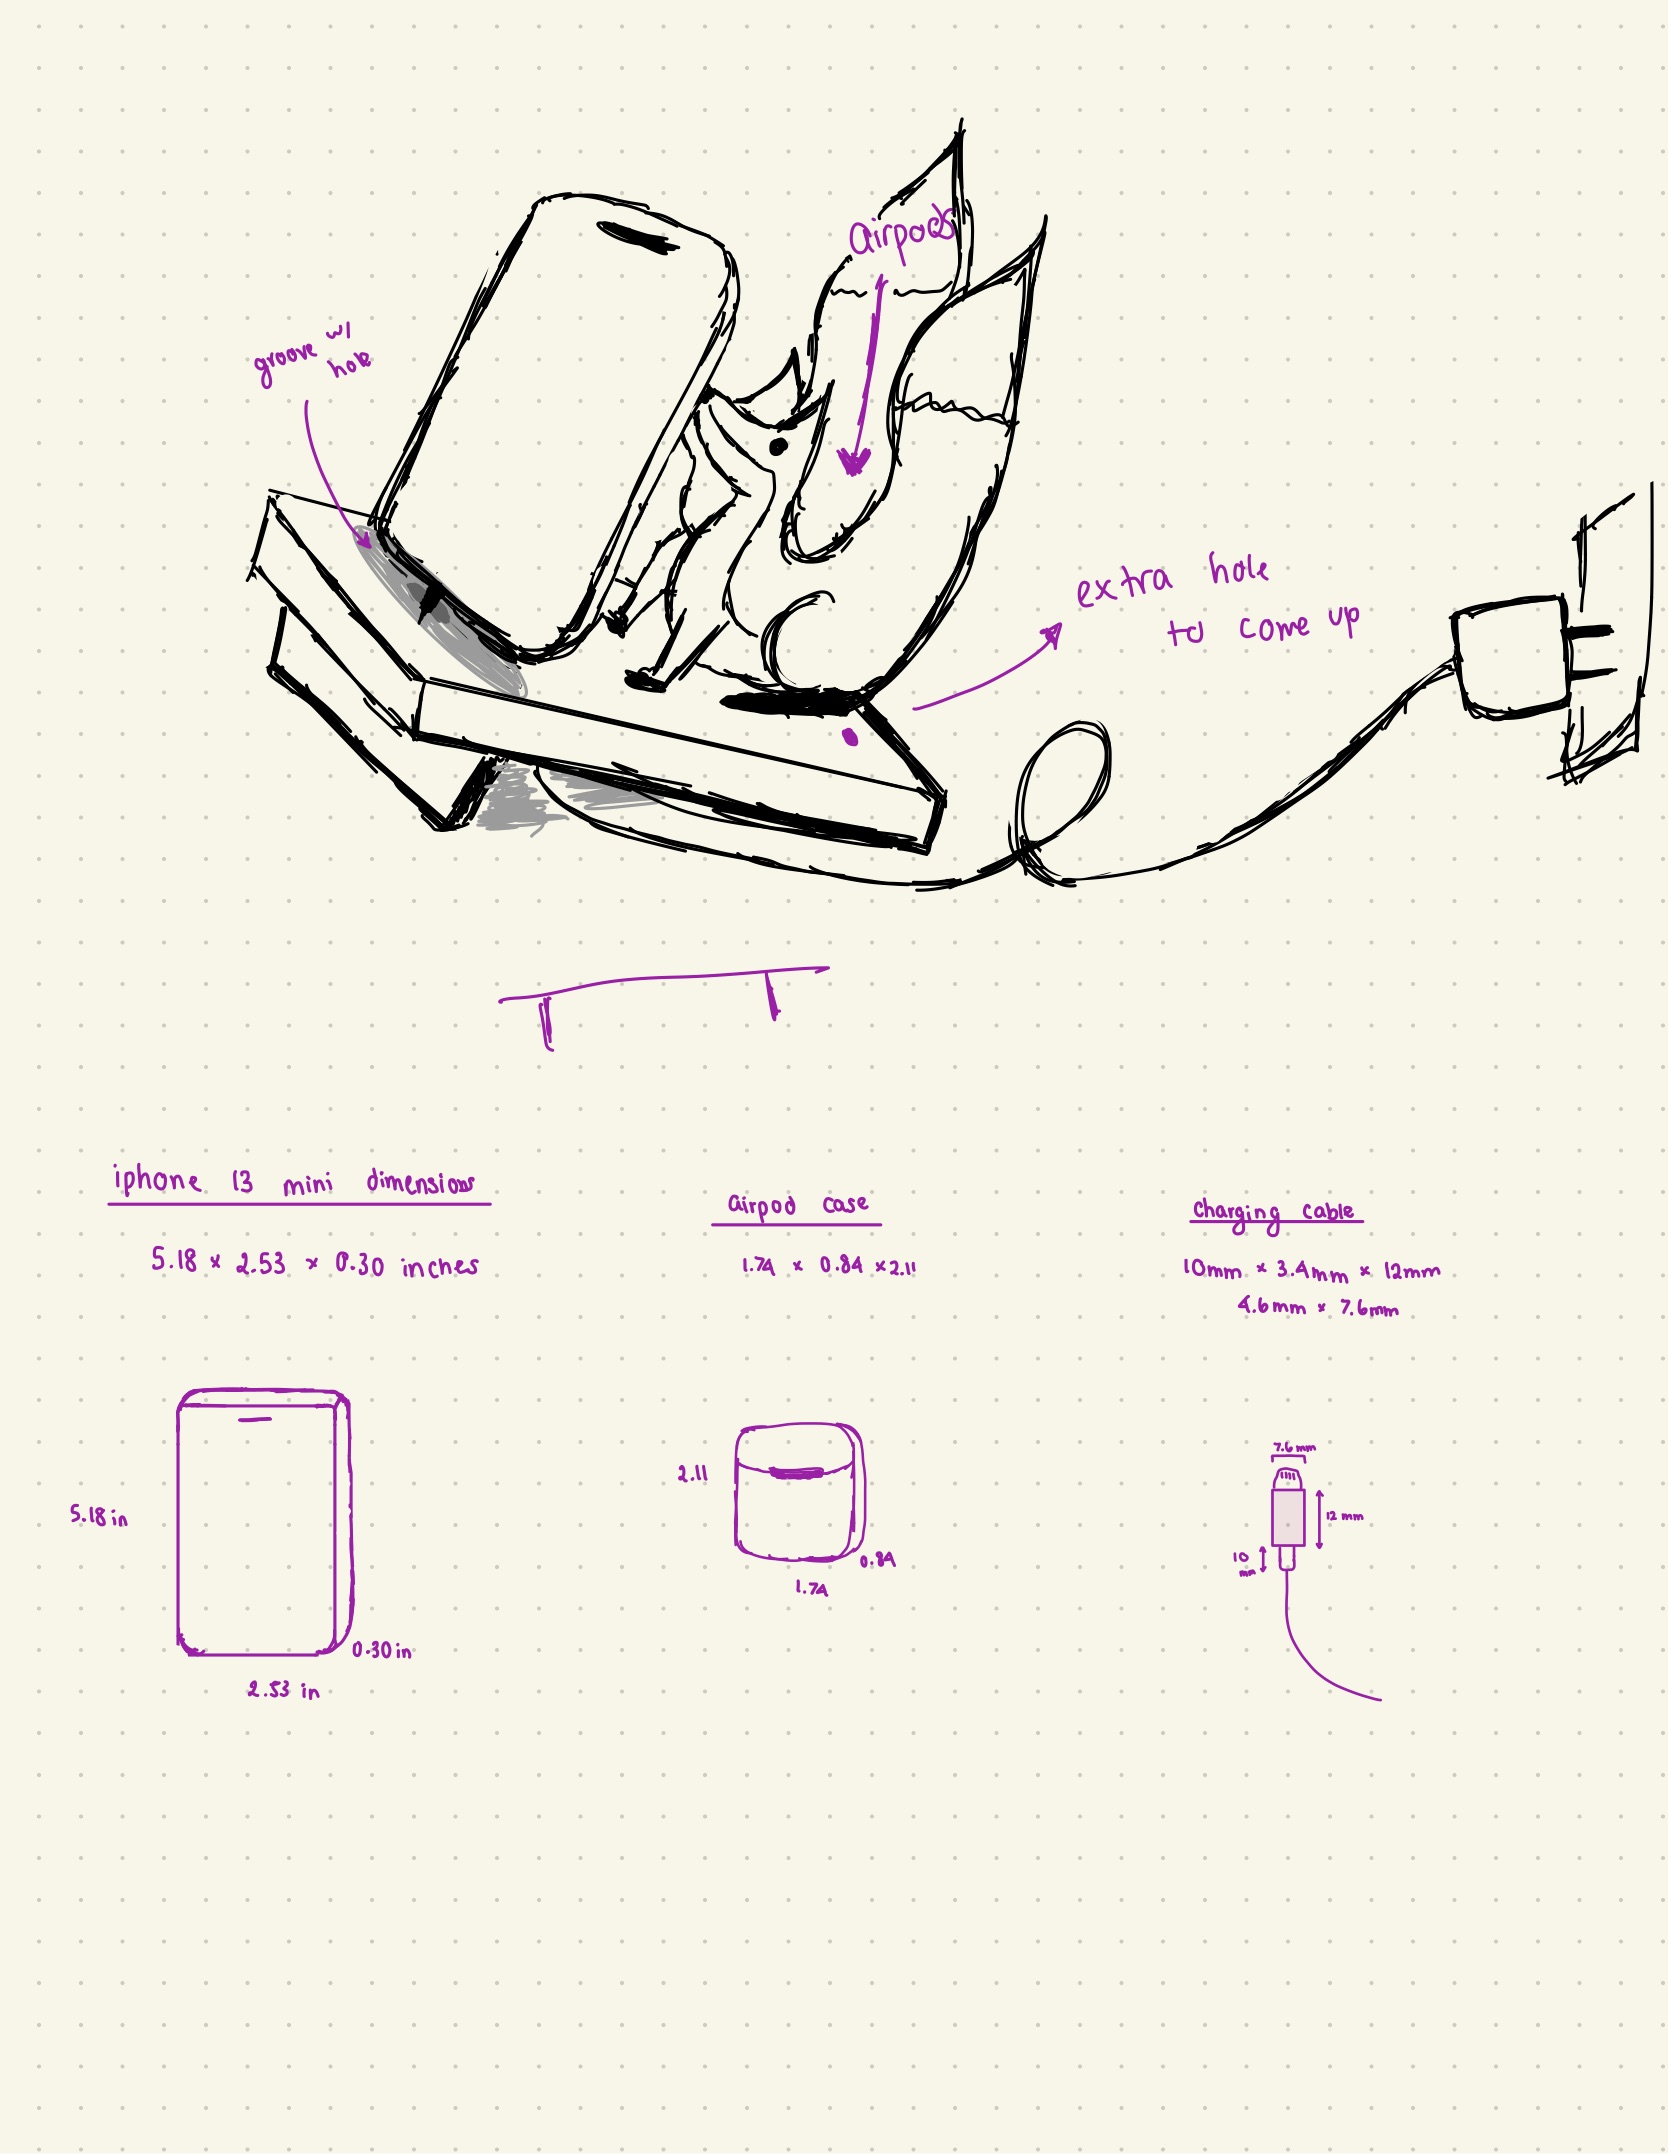 airpods
groove w/
hole
extra hole
to come up
iphone 13 mini dimensions
5.18 x 2.53 x 0.30 inches
airpod case
1.74 x 0.84 x 2.11
Charging cable
10mm x 3.4mm x 12mm
4.6mm x 7.6mm
5.18 in
0.30 in
2.53 in
2.11
0.84
1.74
7.6 mm
12 mm
10
mm